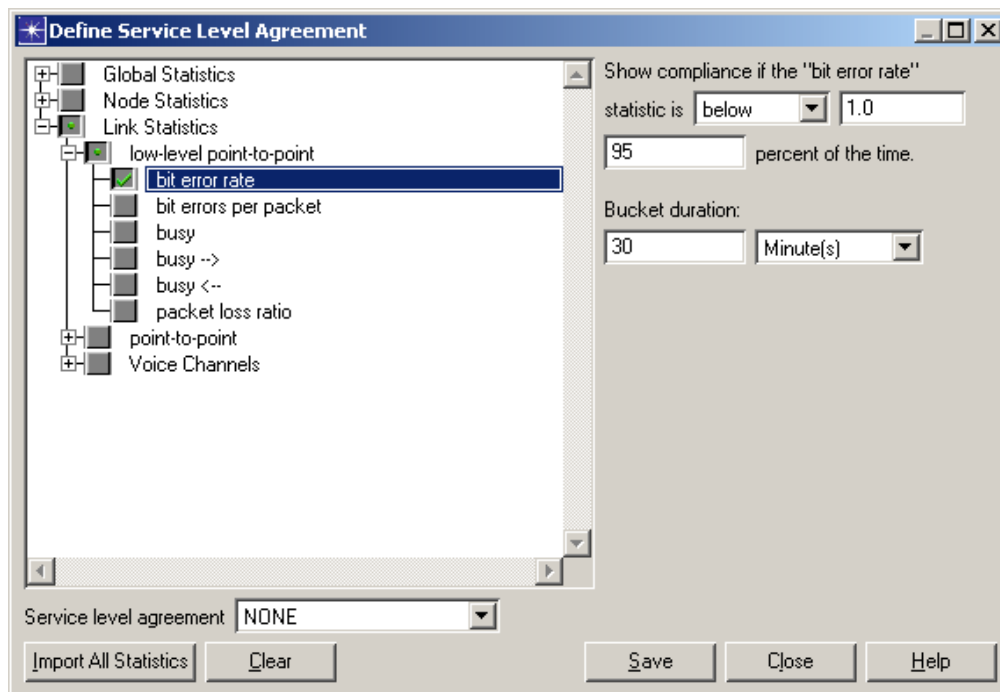 Define Service Level Agreement
Global Statistics
Node Statistics
Link Statistics
low-level point-to-point
bit error rate
bit errors per packet
busy
busy -->
busy <--
packet loss ratio
point-to-point
Voice Channels
Show compliance if the "bit error rate"
statistic is below 1.0
95 percent of the time.
Bucket duration:
30 Minute(s)
Service level agreement NONE
Import All Statistics Clear Save Close Help